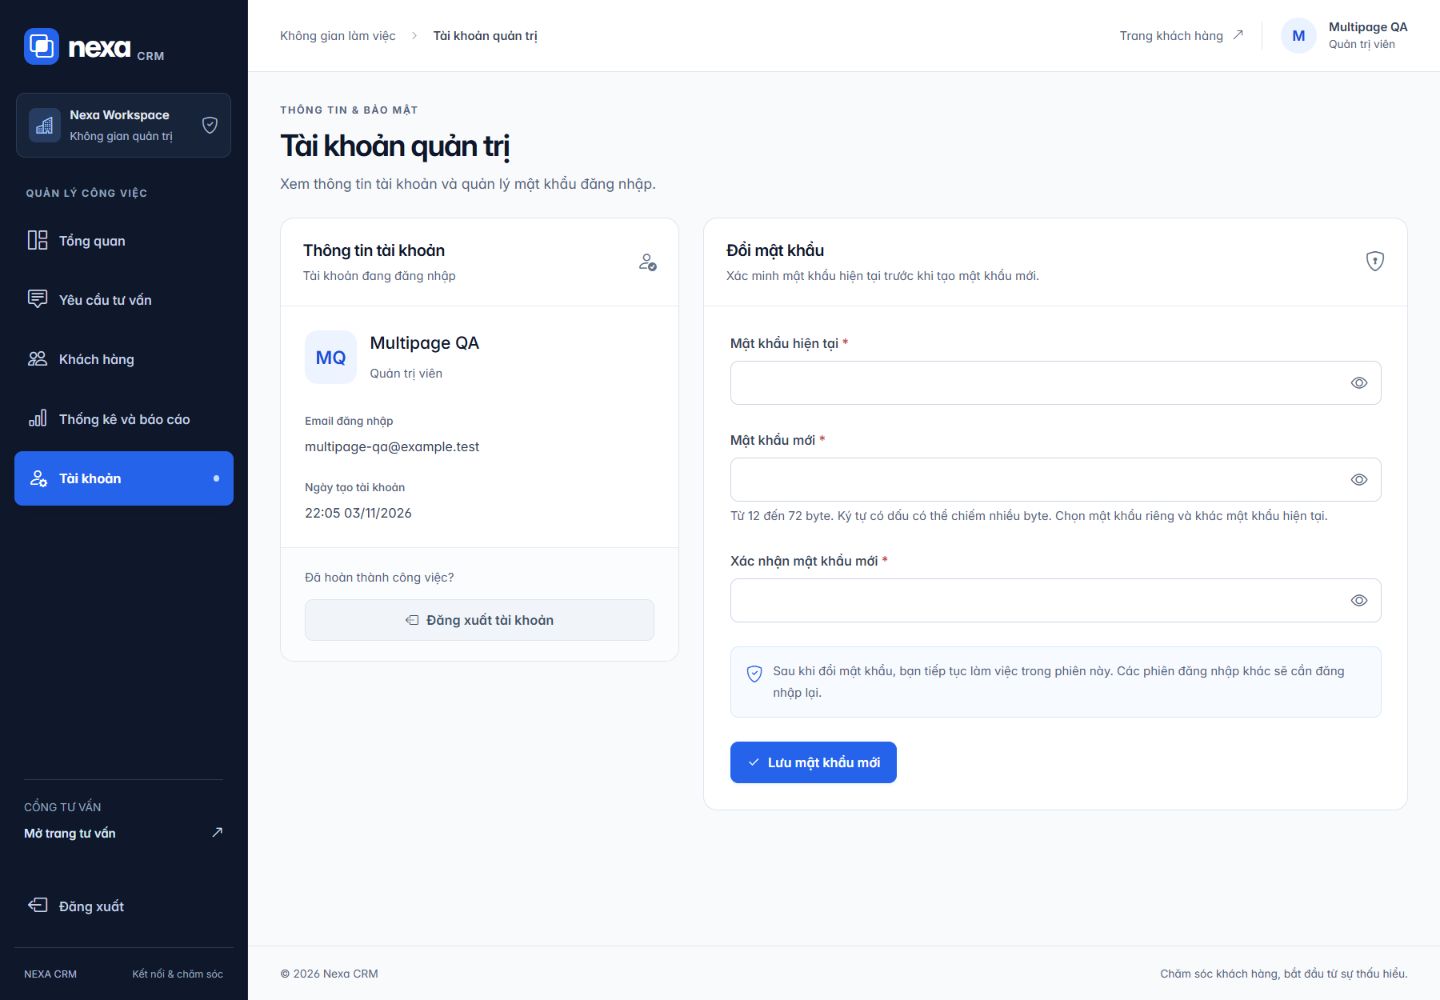 nexa CRM
Nexa Workspace
Không gian quản trị
QUẢN LÝ CÔNG VIỆC
Tổng quan
Yêu cầu tư vấn
Khách hàng
Thống kê và báo cáo
Tài khoản
CỔNG TƯ VẤN
Mở trang tư vấn
Đăng xuất
NEXA CRM
Kết nối & chăm sóc
Không gian làm việc
Tài khoản quản trị
Trang khách hàng
M
Multipage QA
Quản trị viên
THÔNG TIN & BẢO MẬT
Tài khoản quản trị
Xem thông tin tài khoản và quản lý mật khẩu đăng nhập.
Thông tin tài khoản
Tài khoản đang đăng nhập
MQ
Multipage QA
Quản trị viên
Email đăng nhập
multipage-qa@example.test
Ngày tạo tài khoản
22:05 03/11/2026
Đã hoàn thành công việc?
Đăng xuất tài khoản
Đổi mật khẩu
Xác minh mật khẩu hiện tại trước khi tạo mật khẩu mới.
Mật khẩu hiện tại *
Mật khẩu mới *
Từ 12 đến 72 byte. Ký tự có dấu có thể chiếm nhiều byte. Chọn mật khẩu riêng và khác mật khẩu hiện tại.
Xác nhận mật khẩu mới *
Sau khi đổi mật khẩu, bạn tiếp tục làm việc trong phiên này. Các phiên đăng nhập khác sẽ cần đăng
nhập lại.
Lưu mật khẩu mới
© 2026 Nexa CRM
Chăm sóc khách hàng, bắt đầu từ sự thấu hiểu.